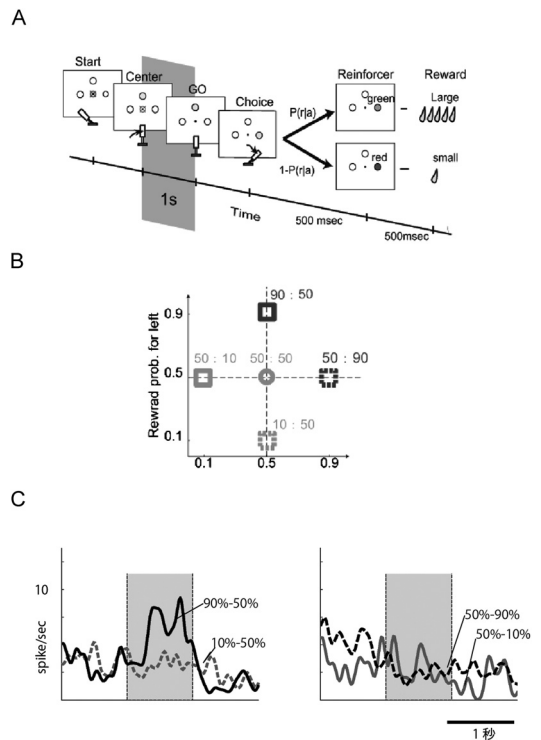 A
Start
Center
GO
Choice
Reinforcer
Reward
green
Large
P(r|a)
1-P(r|a)
red
small
1s
Time
500 msec
500msec
B
Rewrad prob. for left
0.9
0.5
0.1
90 : 50
50 : 10
50 : 50
50 : 90
10 : 50
0.1
0.5
0.9
C
spike/sec
10
90%-50%
10%-50%
10
50%-90%
50%-10%
1 秒